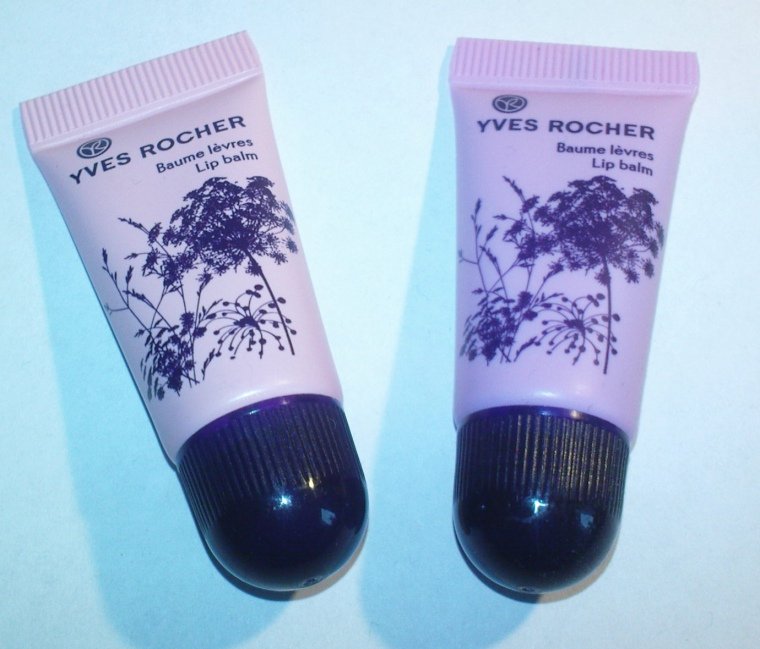 YVES ROCHER
Baume lèvres
Lip balm
YVES ROCHER
Baume lèvres
Lip balm